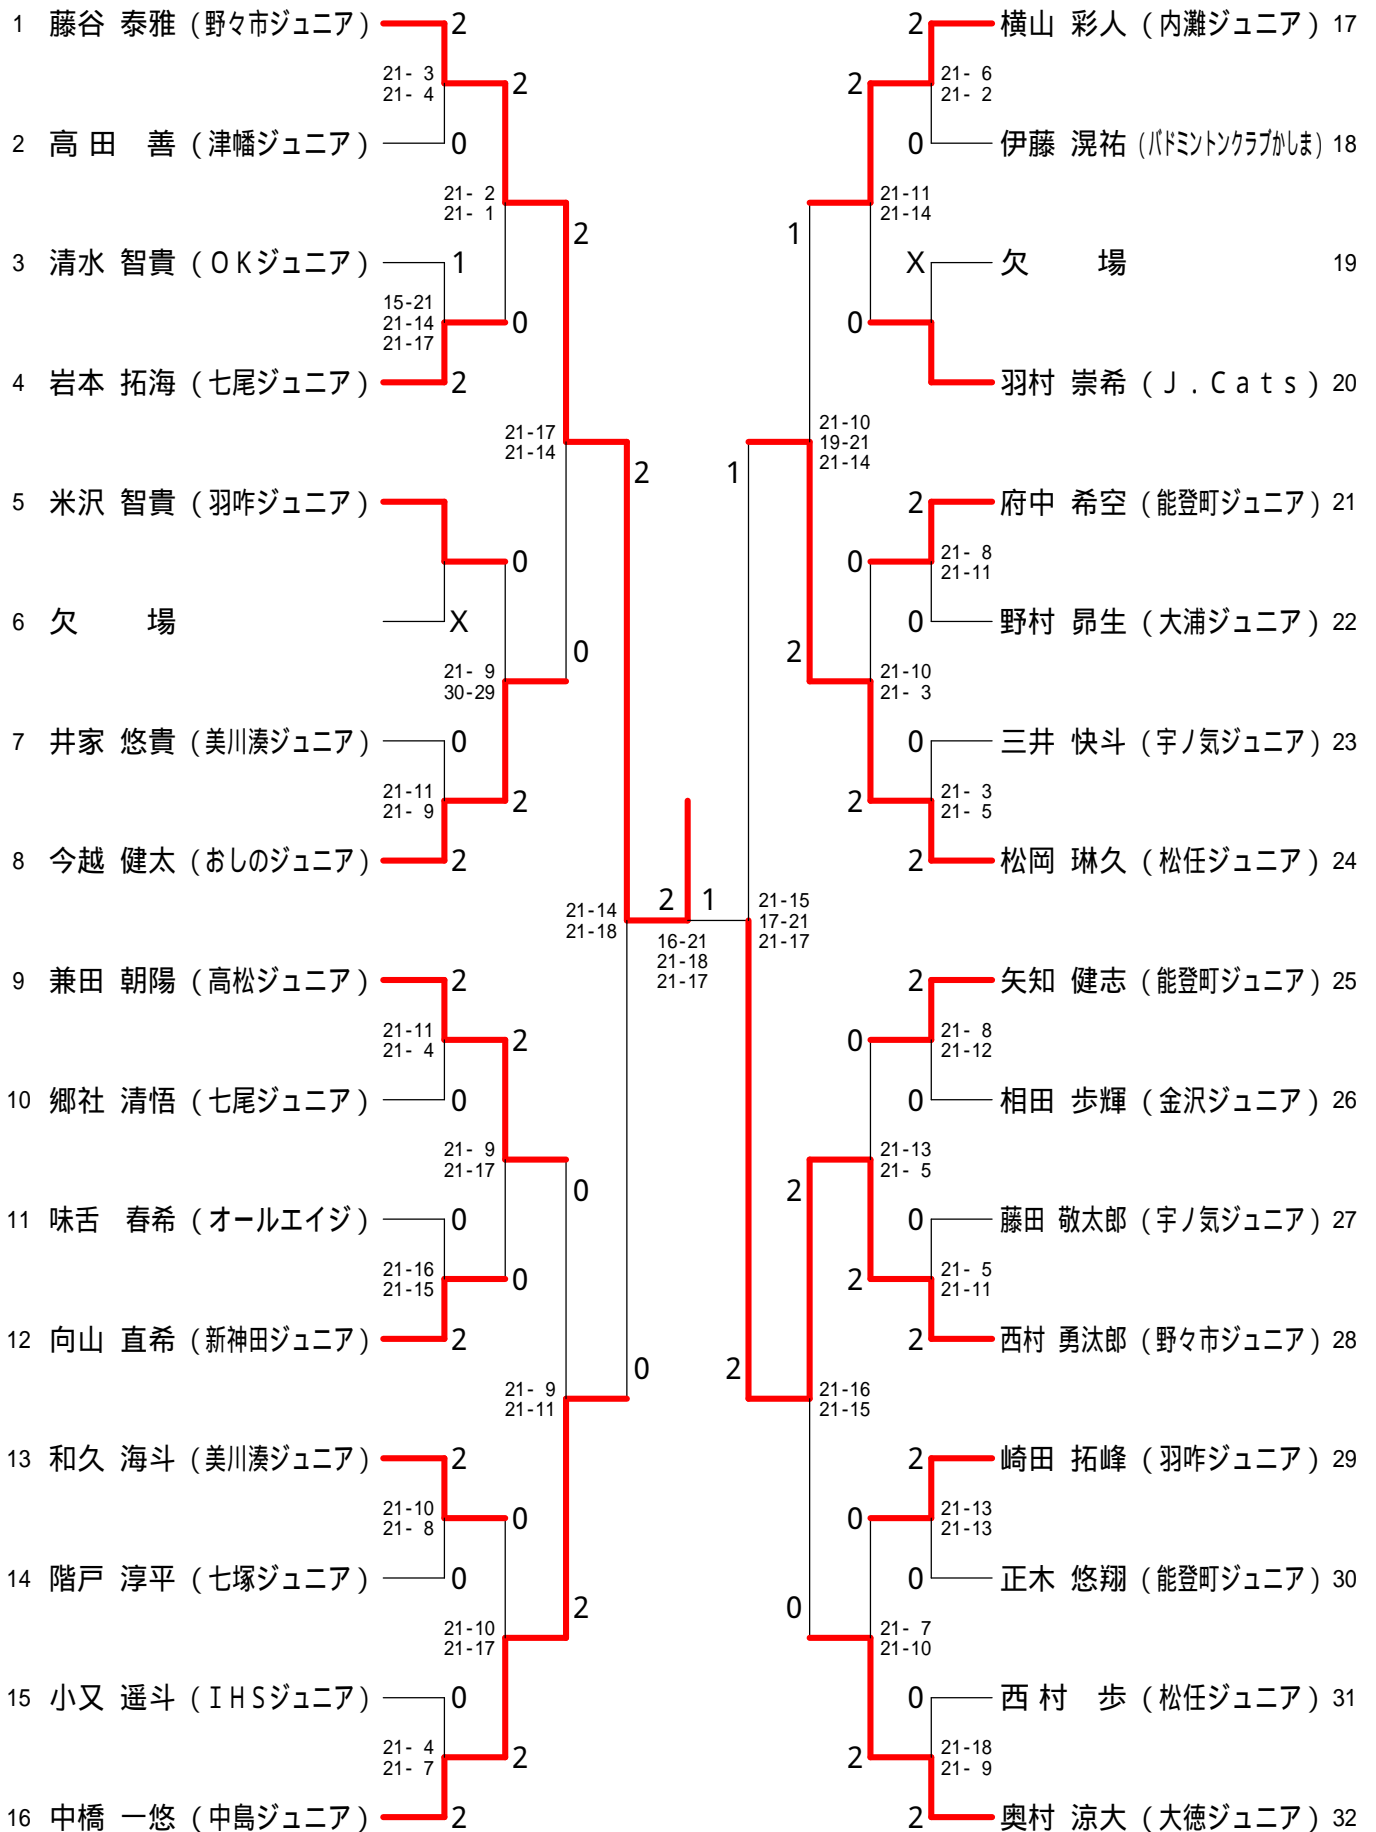 1 藤谷 泰雅 (野々市ジュニア) 2
21- 3
21- 4
2
2 高 田 善 (津幡ジュニア) 0
21- 2
21- 1
2
3 清水 智貴 (ＯＫジュニア) 1
15-21
21-14
21-17
0
4 岩本 拓海 (七尾ジュニア) 2
21-17
21-14
2
5 米沢 智貴 (羽咋ジュニア)
0
6 欠 場 X
21- 9
30-29
0
7 井家 悠貴 (美川湊ジュニア) 0
21-11
21- 9
2
8 今越 健太 (おしのジュニア) 2
21-14
21-18
9 兼田 朝陽 (高松ジュニア) 2
21-11
21- 4
2
10 郷社 清悟 (七尾ジュニア) 0
21- 9
21-17
0
11 味舌 春希 (オールエイジ) 0
21-16
21-15
0
12 向山 直希 (新神田ジュニア) 2
21- 9
21-11
0
13 和久 海斗 (美川湊ジュニア) 2
21-10
21- 8
0
14 階戸 淳平 (七塚ジュニア) 0
21-10
21-17
2
15 小又 遥斗 (ＩＨＳジュニア) 0
21- 4
21- 7
2
16 中橋 一悠 (中島ジュニア) 2
2 1
16-21
21-18
21-17
2 横山 彩人 (内灘ジュニア) 17
21- 6
21- 2
2
0 伊藤 滉祐 (バドミントンクラブかしま) 18
21-11
21-14
1
X 欠 場 19
0
羽村 崇希 (Ｊ．Ｃａｔｓ) 20
21-10
19-21
21-14
1
2 府中 希空 (能登町ジュニア) 21
21- 8
21-11
0
0 野村 昴生 (大浦ジュニア) 22
21-10
21- 3
2
0 三井 快斗 (宇ノ気ジュニア) 23
21- 3
21- 5
2
2 松岡 琳久 (松任ジュニア) 24
21-15
17-21
21-17
2 矢知 健志 (能登町ジュニア) 25
21- 8
21-12
0
0 相田 歩輝 (金沢ジュニア) 26
21-13
21- 5
2
0 藤田 敬太郎 (宇ノ気ジュニア) 27
21- 5
21-11
2
2 西村 勇汰郎 (野々市ジュニア) 28
21-16
21-15
2
2 崎田 拓峰 (羽咋ジュニア) 29
21-13
21-13
0
0 正木 悠翔 (能登町ジュニア) 30
21- 7
21-10
0
0 西 村 歩 (松任ジュニア) 31
21-18
21- 9
2
2 奥村 涼大 (大徳ジュニア) 32